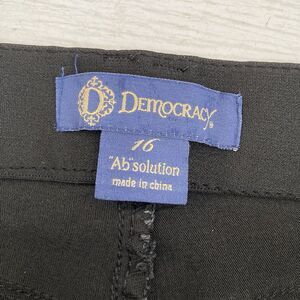 D DEMOCRACY®
16
"Ab"solution
made in china